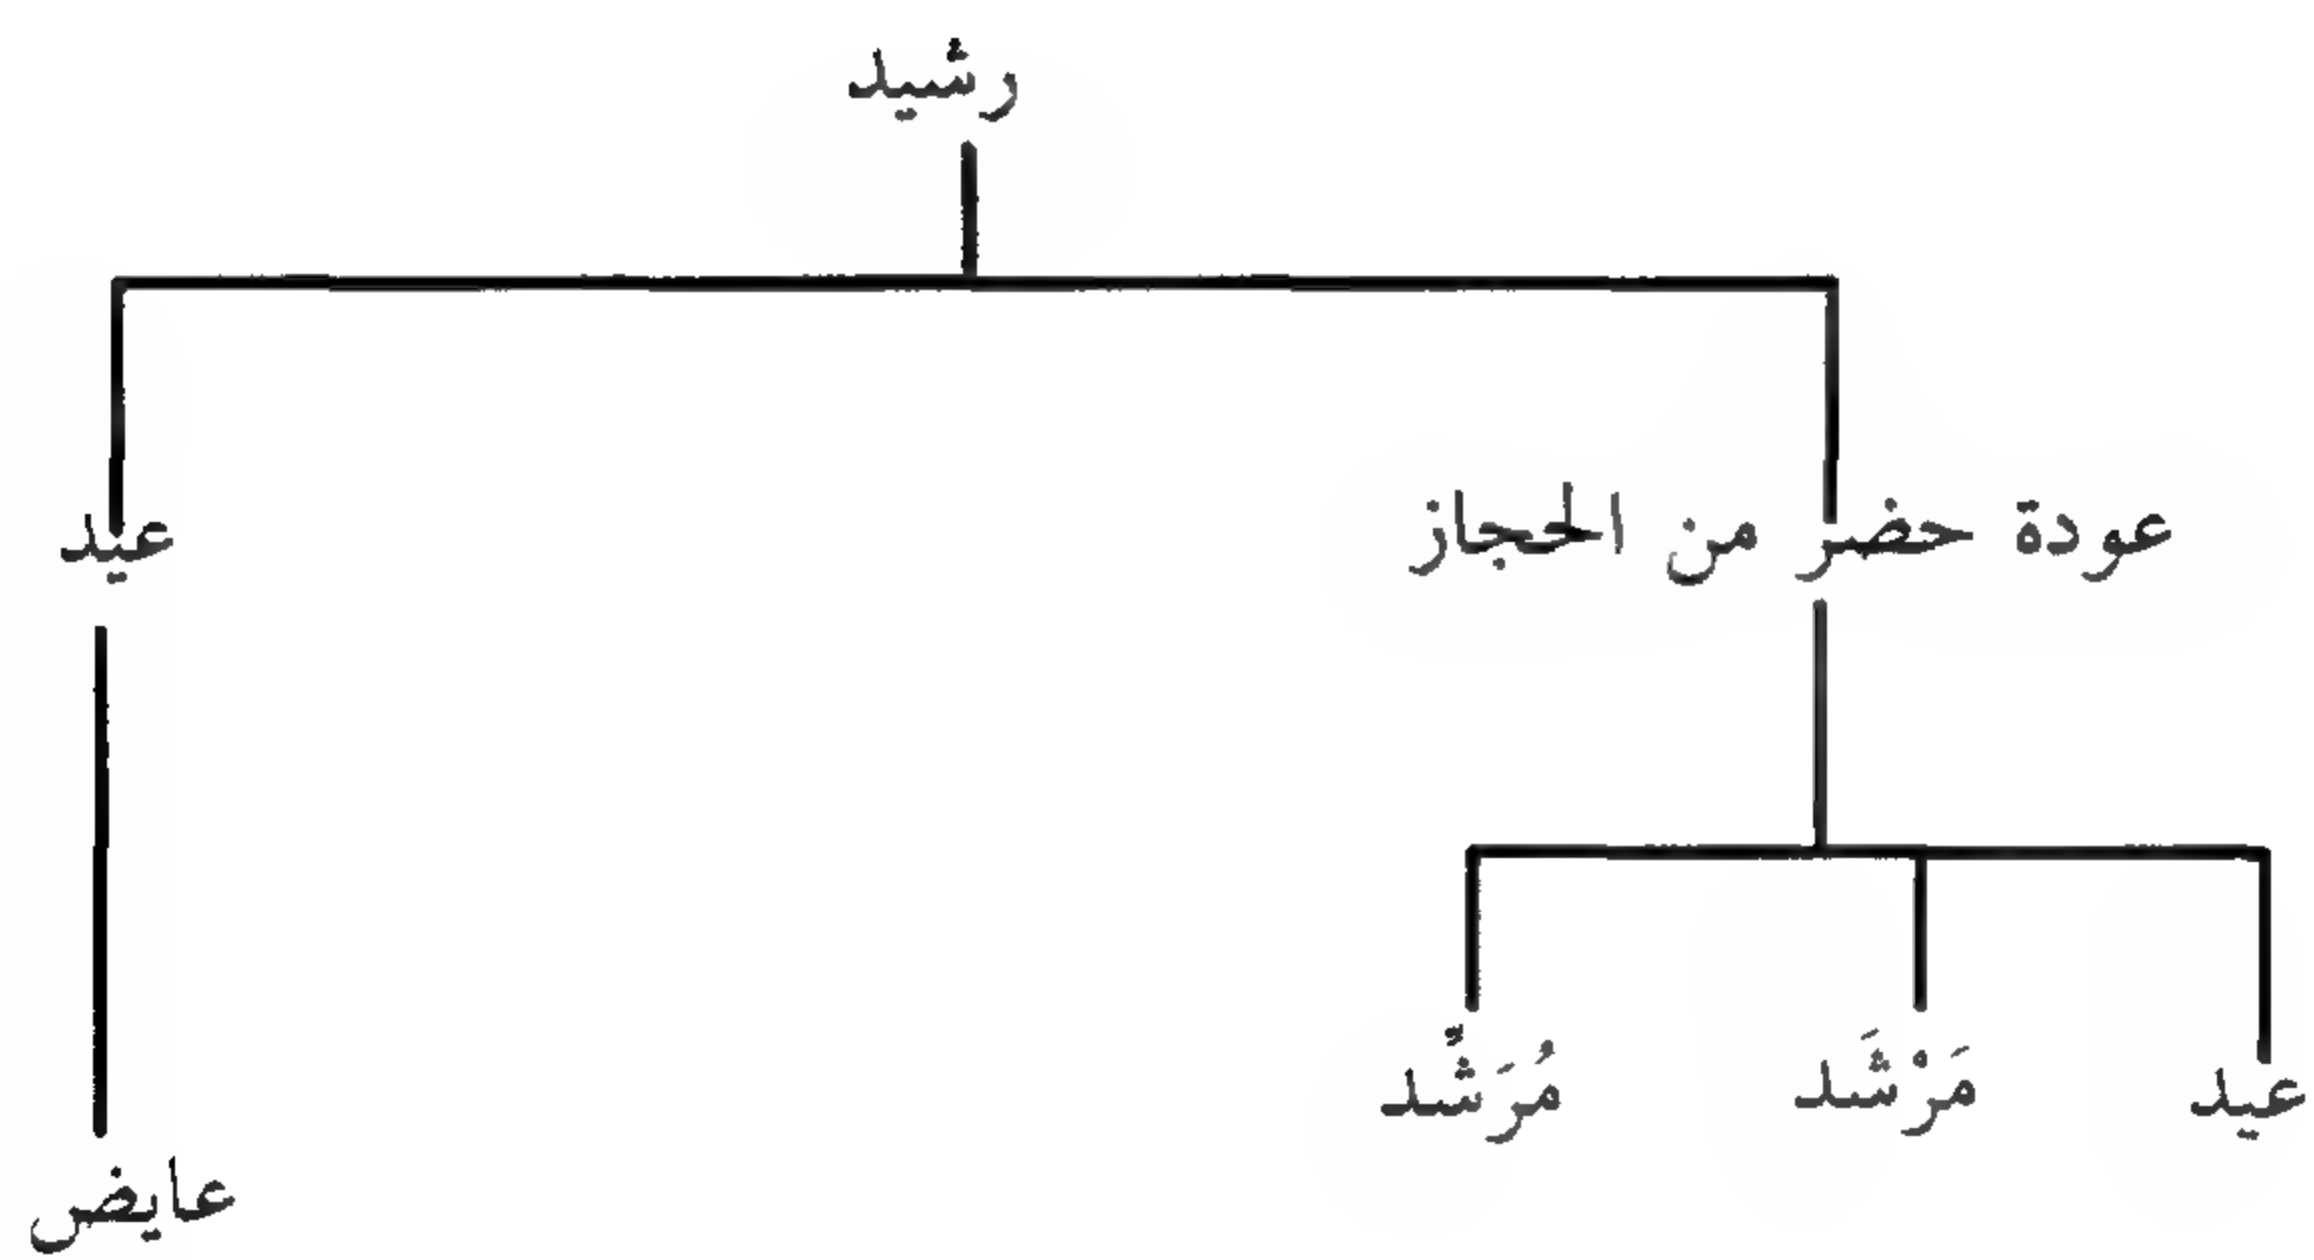 رشيد
عودة حضر من الحجاز
عيد
عيد
مَرْشَد
مُرَشَّد
عايض